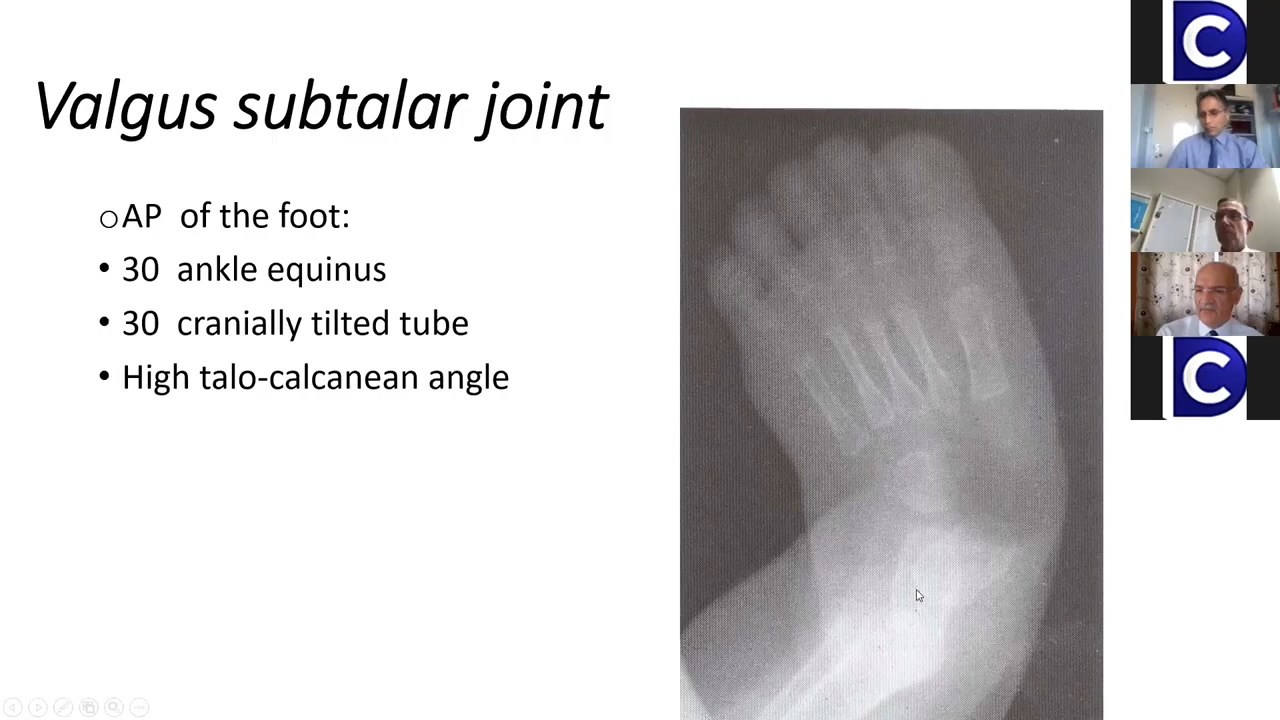 Valgus subtalar joint
○AP of the foot:
• 30 ankle equinus
• 30 cranially tilted tube
• High talo-calcanean angle
C
C